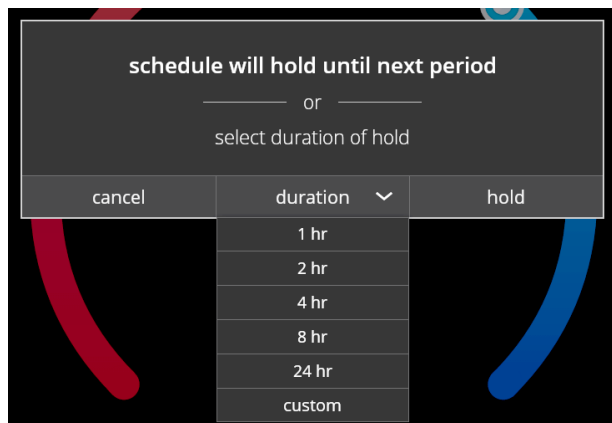 schedule will hold until next period
or
select duration of hold
cancel duration hold
1 hr
2 hr
4 hr
8 hr
24 hr
custom